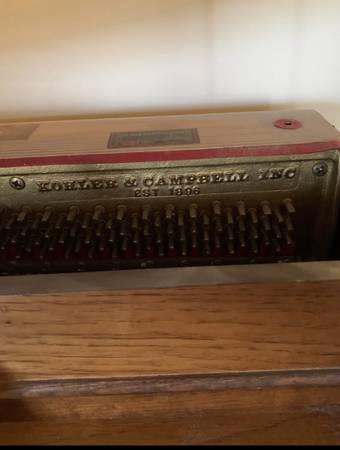 KOHLER & CAMPBELL INC
EST 1896